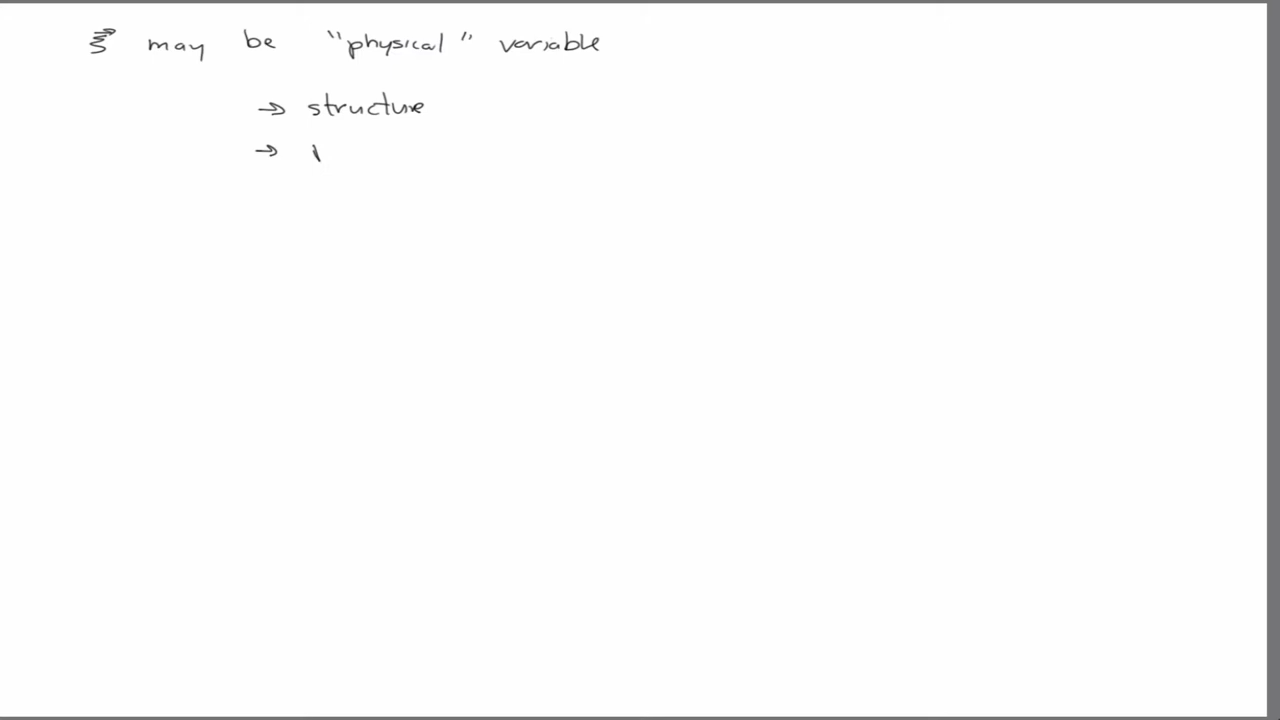 ξ⃗ may be "physical" variable
→ structure
→